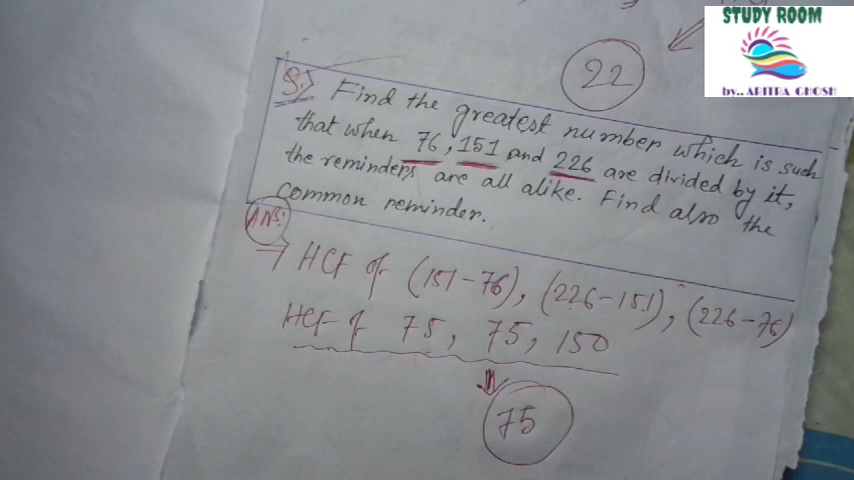 STUDY ROOM
by.. ARITRA GHOSH
22
Q.> Find the greatest number which is such
that when 76, 151 and 226 are divided by it,
the reminders are all alike. Find also the
common reminder.
ANS:
→ HCF of (151-76), (226-151), (226-76)
HCF of 75, 75, 150
75